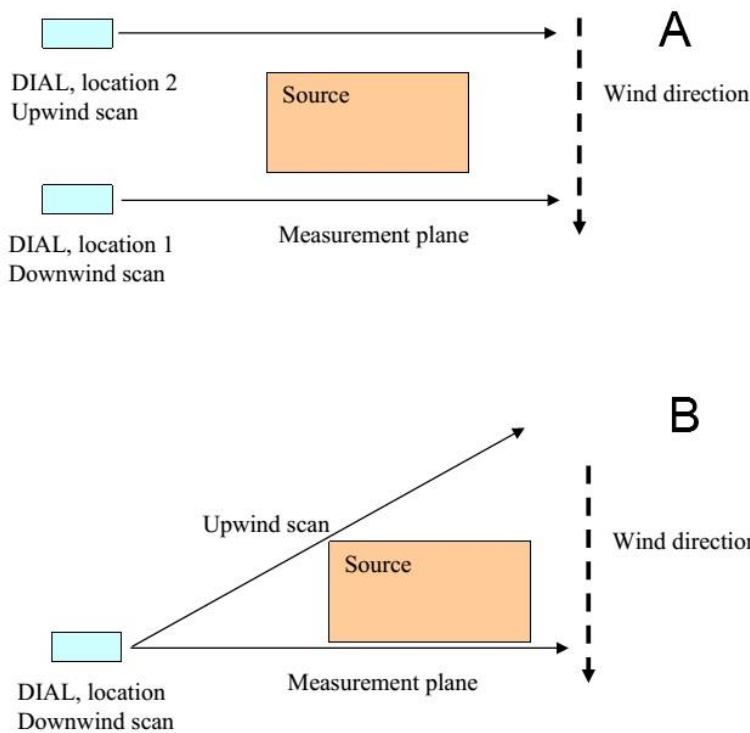 A
DIAL, location 2
Upwind scan
Source
Wind direction
DIAL, location 1
Downwind scan
Measurement plane
B
Upwind scan
Source
Wind direction
DIAL, location
Downwind scan
Measurement plane